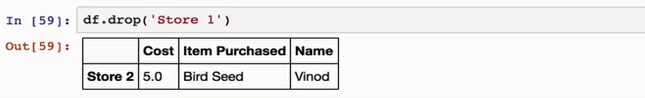 In [59]: df.drop('Store 1')
Out[59]:
Cost Item Purchased Name
Store 2 5.0 Bird Seed Vinod